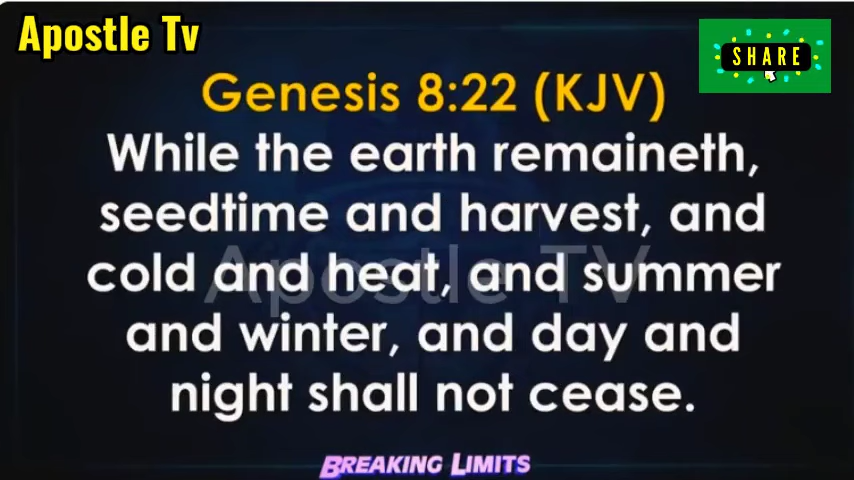 Apostle Tv
SHARE
Genesis 8:22 (KJV)
While the earth remaineth,
seedtime and harvest, and
cold and heat, and summer
and winter, and day and
night shall not cease.
Apostle TV
BREAKING LIMITS